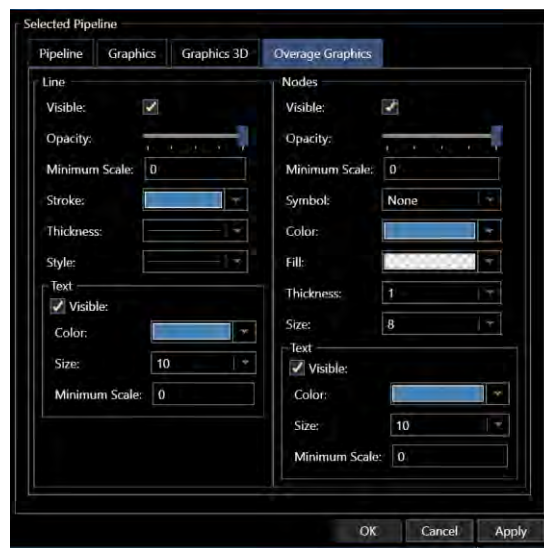 Selected Pipeline
Pipeline Graphics Graphics 3D Overage Graphics
Line
Visible:
Opacity:
Minimum Scale: 0
Stroke:
Thickness:
Style:
Text
Visible:
Color:
Size: 10
Minimum Scale: 0
Nodes
Visible:
Opacity:
Minimum Scale: 0
Symbol: None
Color:
Fill:
Thickness: 1
Size: 8
Text
Visible:
Color:
Size: 10
Minimum Scale: 0
OK Cancel Apply